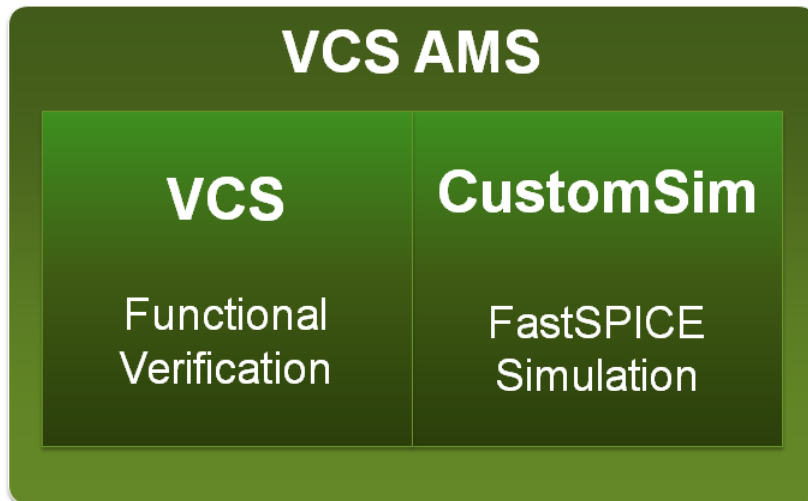 VCS AMS
VCS
Functional
Verification
CustomSim
FastSPICE
Simulation